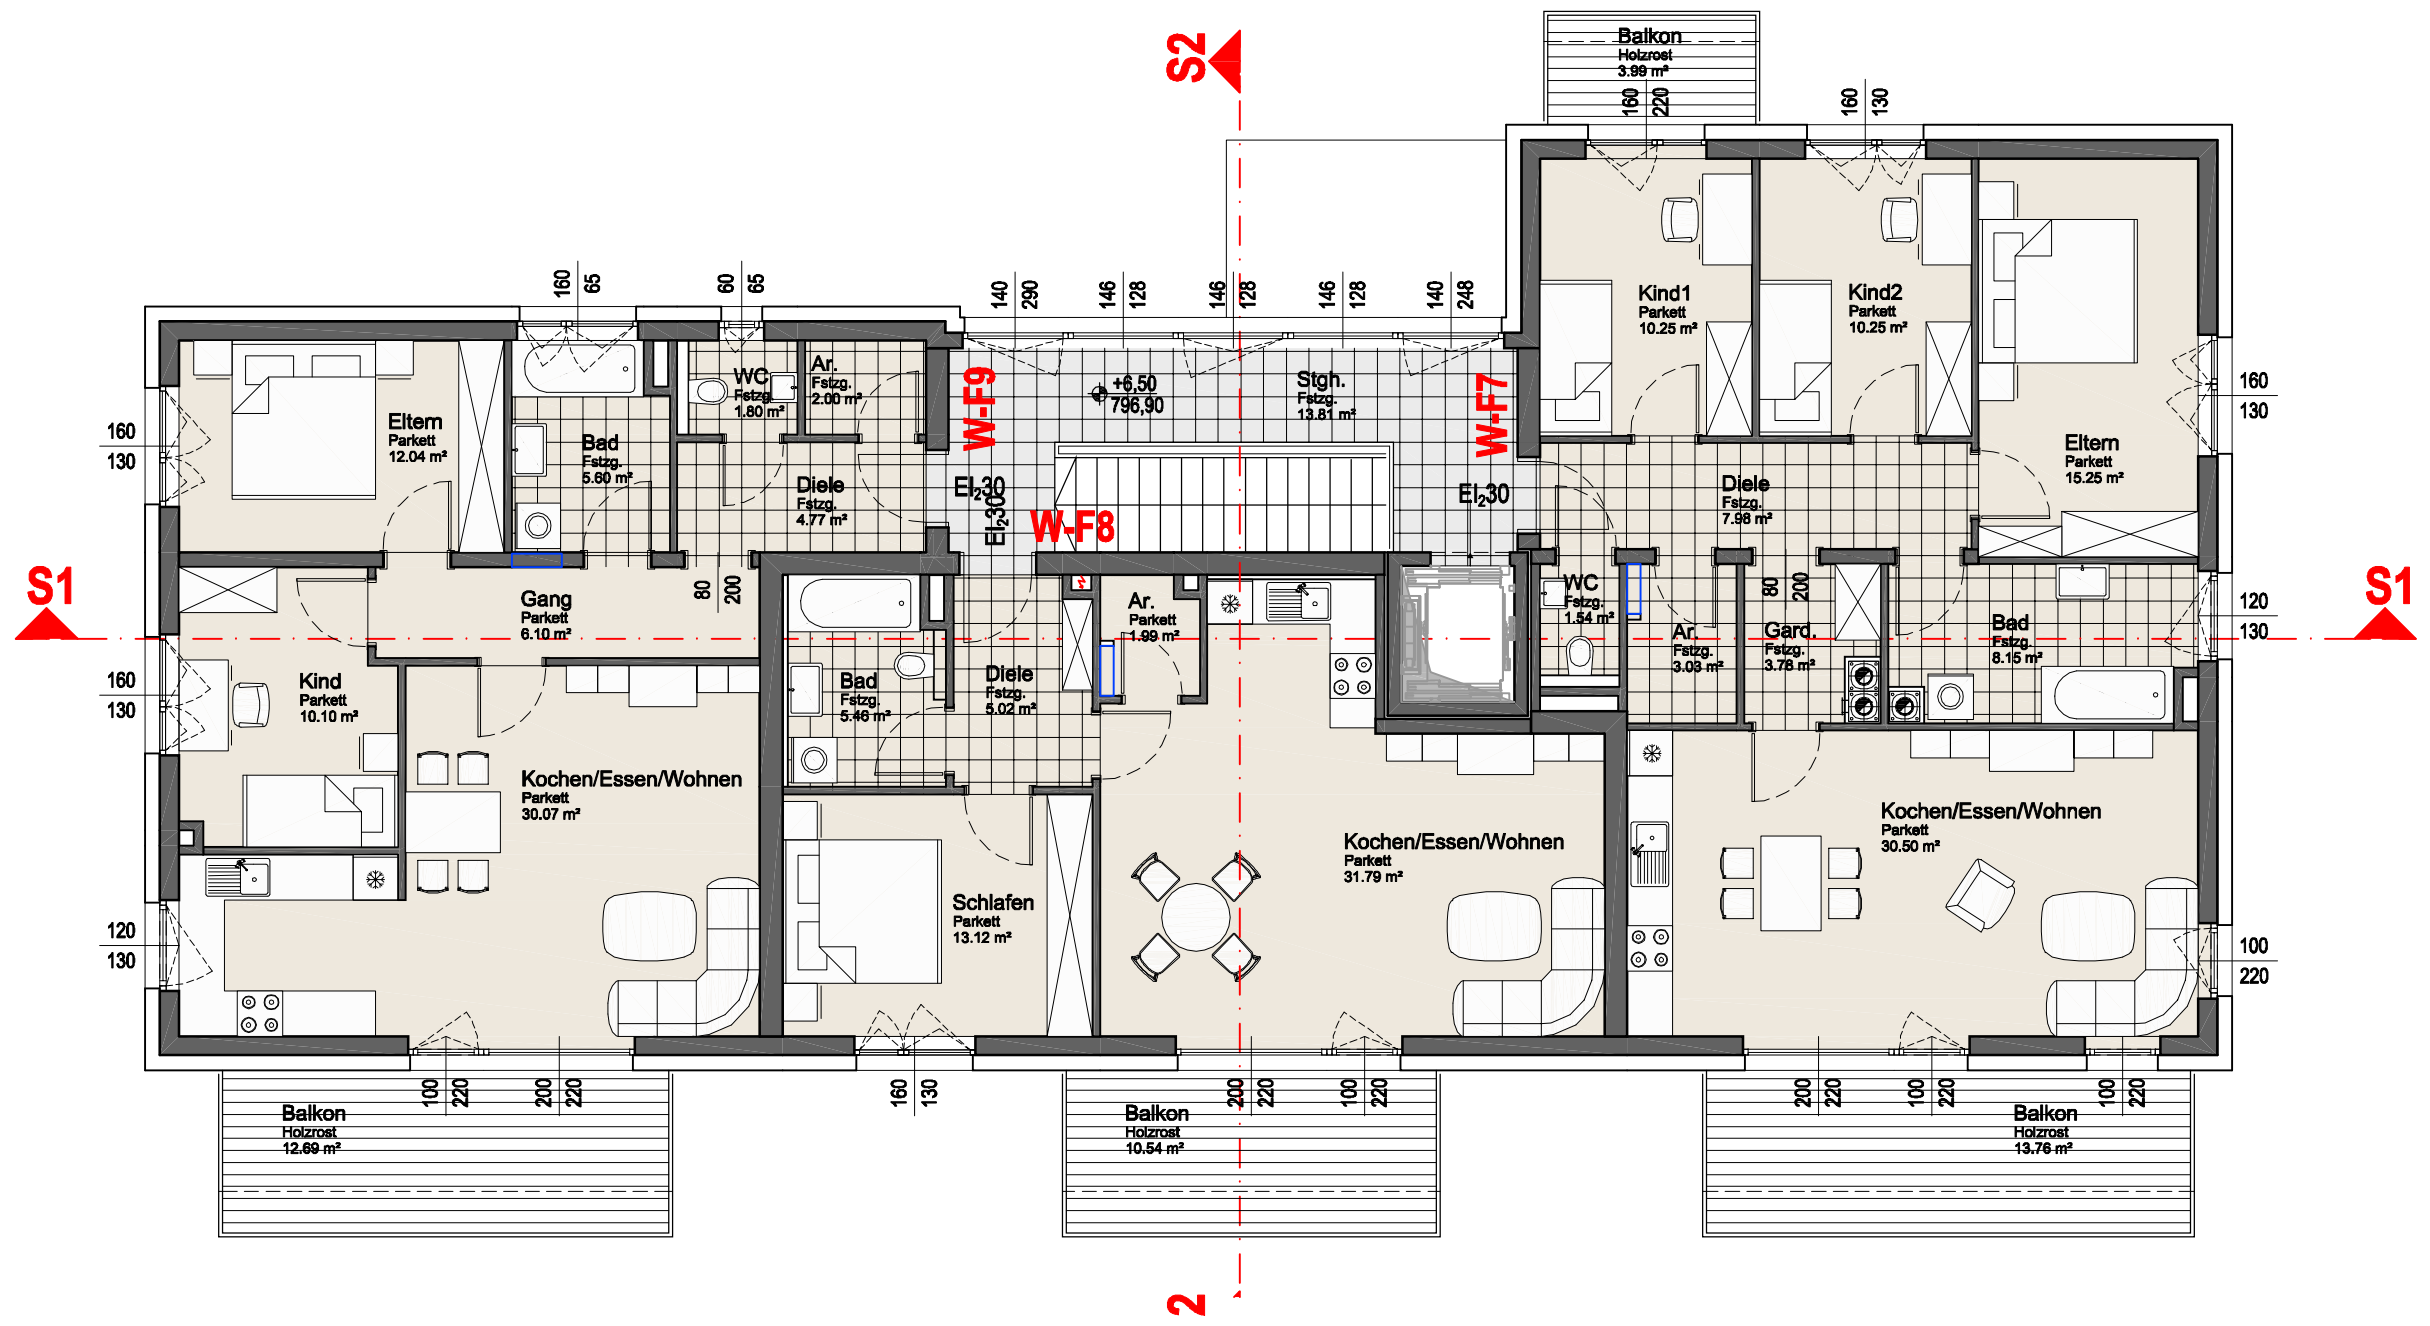 S2
Balkon
Holzrost
3.99 m²
160
220
160
130
160
65
60
65
140
290
146
128
146
128
146
128
140
248
Kind1
Parkett
10.25 m²
Kind2
Parkett
10.25 m²
Eltern
Parkett
15.25 m²
160
130
Eltern
Parkett
12.04 m²
160
130
Bad
Fstzg.
5.60 m²
WC
Fstzg.
1.80 m²
Ar.
Fstzg.
2.00 m²
Diele
Fstzg.
4.77 m²
W-F9
+6,50
796,90
Stgh.
Fstzg.
13.81 m²
W-F7
EI₂30
EI₂30
W-F8
EI₂30
Diele
Fstzg.
7.98 m²
S1
Gang
Parkett
6.10 m²
80
200
Ar.
Parkett
1.99 m²
WC
Fstzg.
1.54 m²
Ar.
Fstzg.
3.03 m²
80
200
Gard.
Fstzg.
3.78 m²
Bad
Fstzg.
8.15 m²
120
130
S1
Kind
Parkett
10.10 m²
160
130
Bad
Fstzg.
5.46 m²
Diele
Fstzg.
5.02 m²
Kochen/Essen/Wohnen
Parkett
30.07 m²
Kochen/Essen/Wohnen
Parkett
31.79 m²
Kochen/Essen/Wohnen
Parkett
30.50 m²
Schlafen
Parkett
13.12 m²
120
130
100
220
100
220
200
220
160
130
200
220
100
220
200
220
100
220
100
220
Balkon
Holzrost
12.69 m²
Balkon
Holzrost
10.54 m²
Balkon
Holzrost
13.76 m²
2